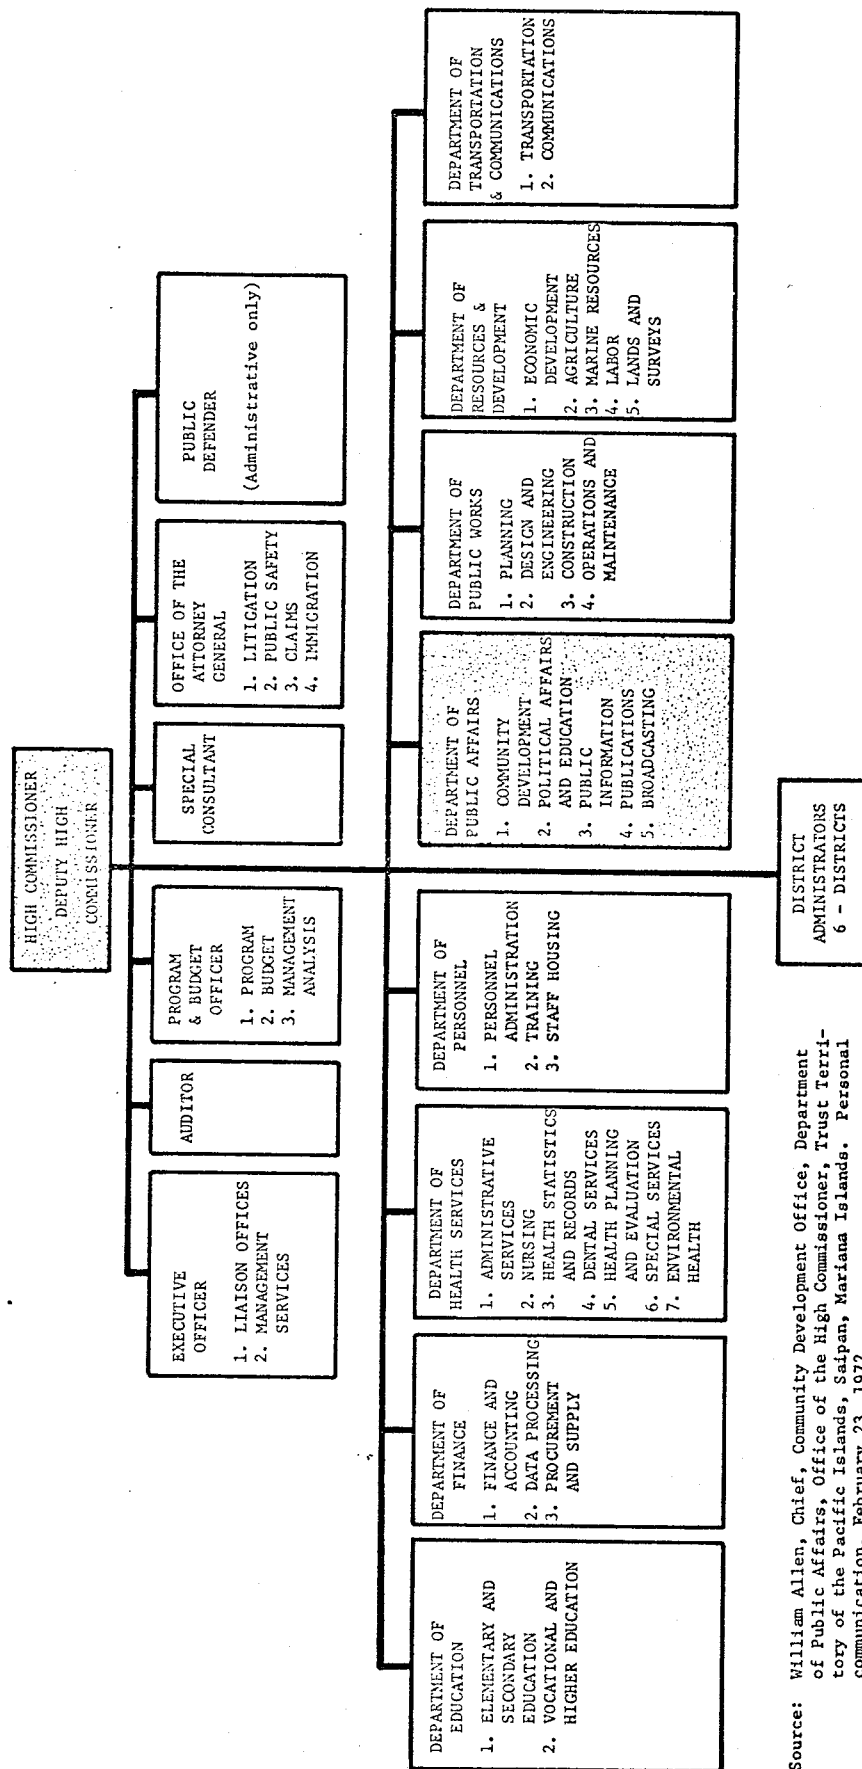 HIGH COMMISSIONER
DEPUTY HIGH
COMMISSIONER
EXECUTIVE
OFFICER
1. LIAISON OFFICES
2. MANAGEMENT
SERVICES
AUDITOR
PROGRAM
& BUDGET
OFFICER
1. PROGRAM
2. BUDGET
3. MANAGEMENT
ANALYSIS
SPECIAL
CONSULTANT
OFFICE OF THE
ATTORNEY
GENERAL
1. LITIGATION
2. PUBLIC SAFETY
3. CLAIMS
4. IMMIGRATION
PUBLIC
DEFENDER
(Administrative only)
DEPARTMENT OF
EDUCATION
1. ELEMENTARY AND
SECONDARY
EDUCATION
2. VOCATIONAL AND
HIGHER EDUCATION
DEPARTMENT OF
FINANCE
1. FINANCE AND
ACCOUNTING
2. DATA PROCESSING
3. PROCUREMENT
AND SUPPLY
DEPARTMENT OF
HEALTH SERVICES
1. ADMINISTRATIVE
SERVICES
2. NURSING
3. HEALTH STATISTICS
AND RECORDS
4. DENTAL SERVICES
5. HEALTH PLANNING
AND EVALUATION
6. SPECIAL SERVICES
7. ENVIRONMENTAL
HEALTH
DEPARTMENT OF
PERSONNEL
1. PERSONNEL
ADMINISTRATION
2. TRAINING
3. STAFF HOUSING
DEPARTMENT OF
PUBLIC AFFAIRS
1. COMMUNITY
DEVELOPMENT
2. POLITICAL AFFAIRS
AND EDUCATION
3. PUBLIC
INFORMATION
4. PUBLICATIONS
5. BROADCASTING
DEPARTMENT OF
PUBLIC WORKS
1. PLANNING
2. DESIGN AND
ENGINEERING
3. CONSTRUCTION
4. OPERATIONS AND
MAINTENANCE
DEPARTMENT OF
RESOURCES &
DEVELOPMENT
1. ECONOMIC
DEVELOPMENT
2. AGRICULTURE
3. MARINE RESOURCES
4. LABOR
5. LANDS AND
SURVEYS
DEPARTMENT OF
TRANSPORTATION
& COMMUNICATIONS
1. TRANSPORTATION
2. COMMUNICATIONS
DISTRICT
ADMINISTRATORS
6 - DISTRICTS
Source: William Allen, Chief, Community Development Office, Department
of Public Affairs, Office of the High Commissioner, Trust Terri-
tory of the Pacific Islands, Saipan, Mariana Islands. Personal
communication, February 23, 1972